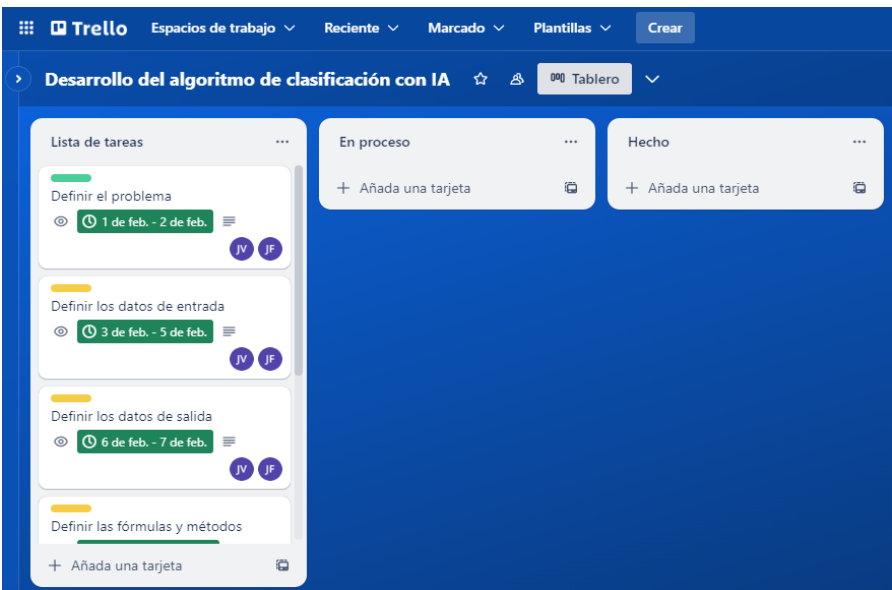 Trello Espacios de trabajo Reciente Marcado Plantillas Crear
Desarrollo del algoritmo de clasificación con IA Tablero
Lista de tareas
Definir el problema
1 de feb. - 2 de feb.
JV JF
Definir los datos de entrada
3 de feb. - 5 de feb.
JV JF
Definir los datos de salida
6 de feb. - 7 de feb.
JV JF
Definir las fórmulas y métodos
+ Añada una tarjeta
En proceso
+ Añada una tarjeta
Hecho
+ Añada una tarjeta